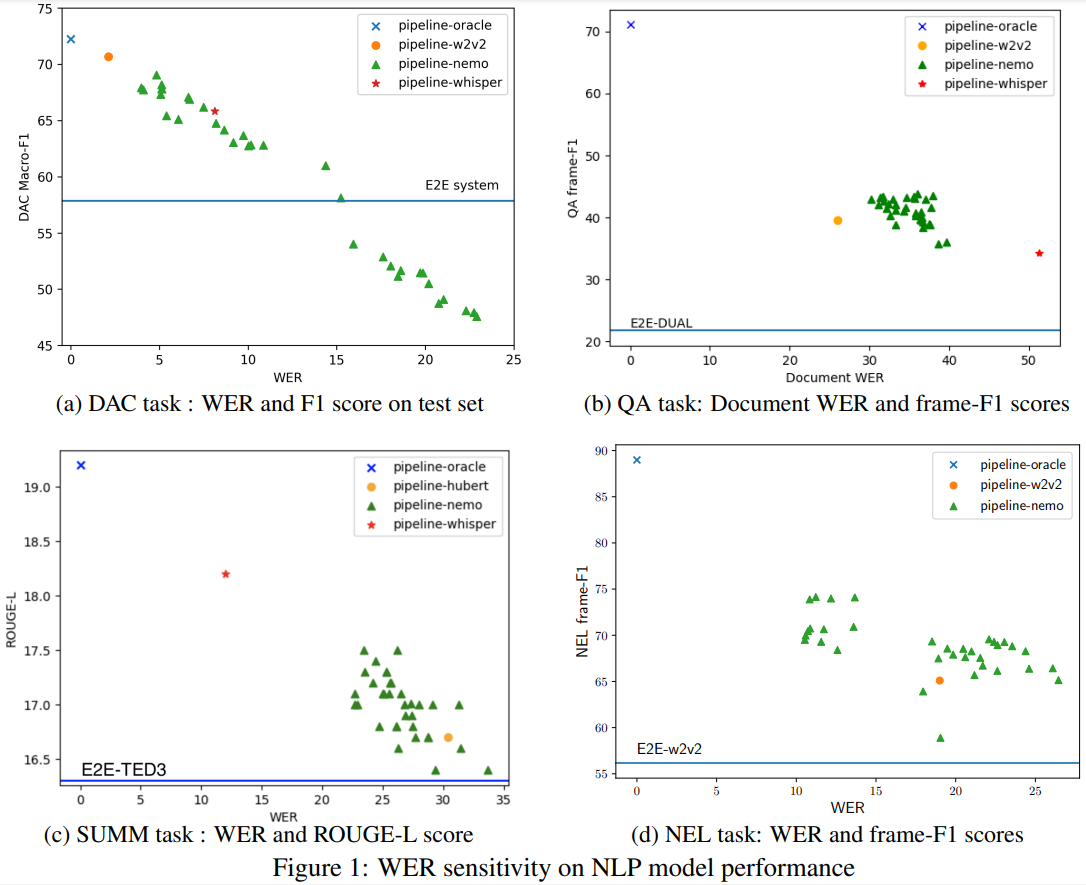 75
70
65
60
55
50
45
DAC Macro-F1
pipeline-oracle
pipeline-w2v2
pipeline-nemo
pipeline-whisper
E2E system
0 5 10 15 20 25
WER
(a) DAC task : WER and F1 score on test set
70
60
50
40
30
20
QA frame-F1
pipeline-oracle
pipeline-w2v2
pipeline-nemo
pipeline-whisper
E2E-DUAL
0 10 20 30 40 50
Document WER
(b) QA task: Document WER and frame-F1 scores
19.0
18.5
18.0
17.5
17.0
16.5
ROUGE-L
pipeline-oracle
pipeline-hubert
pipeline-nemo
pipeline-whisper
E2E-TED3
0 5 10 15 20 25 30 35
WER
(c) SUMM task : WER and ROUGE-L score
90
85
80
75
70
65
60
55
NEL frame-F1
pipeline-oracle
pipeline-w2v2
pipeline-nemo
E2E-w2v2
0 5 10 15 20 25
WER
(d) NEL task: WER and frame-F1 scores
Figure 1: WER sensitivity on NLP model performance